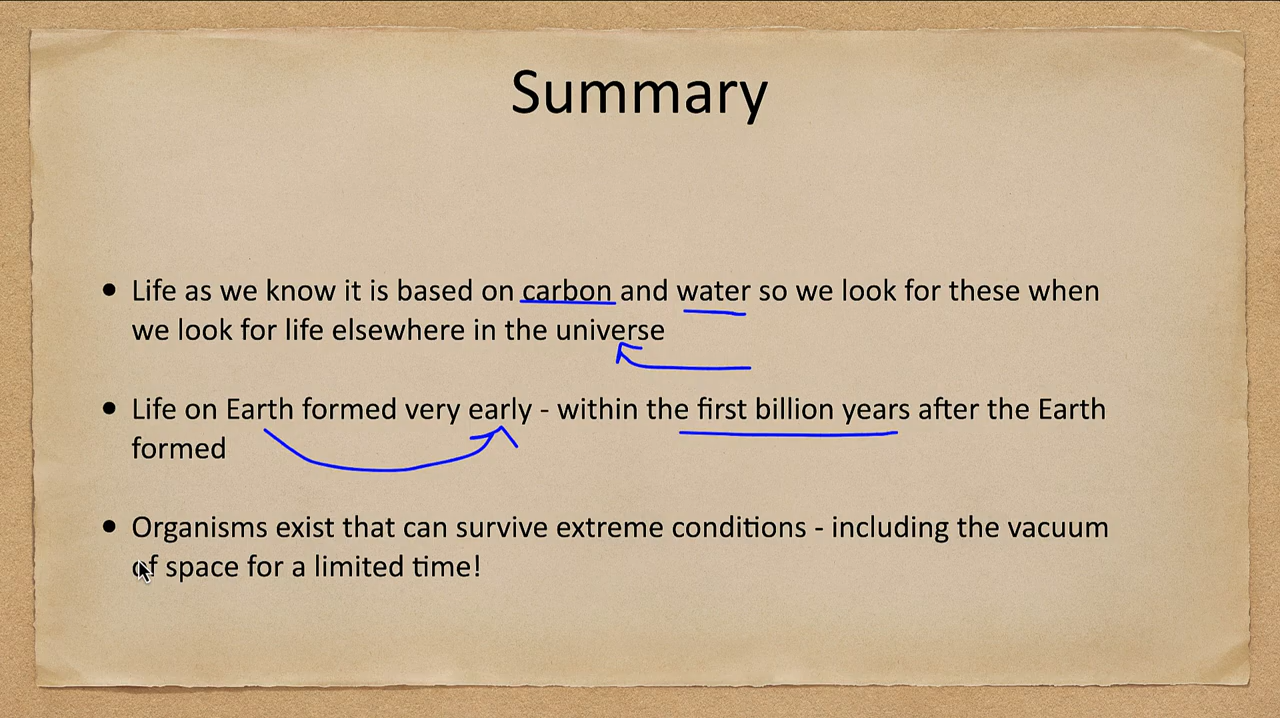 Summary
• Life as we know it is based on carbon and water so we look for these when
we look for life elsewhere in the universe
• Life on Earth formed very early - within the first billion years after the Earth
formed
• Organisms exist that can survive extreme conditions - including the vacuum
of space for a limited time!